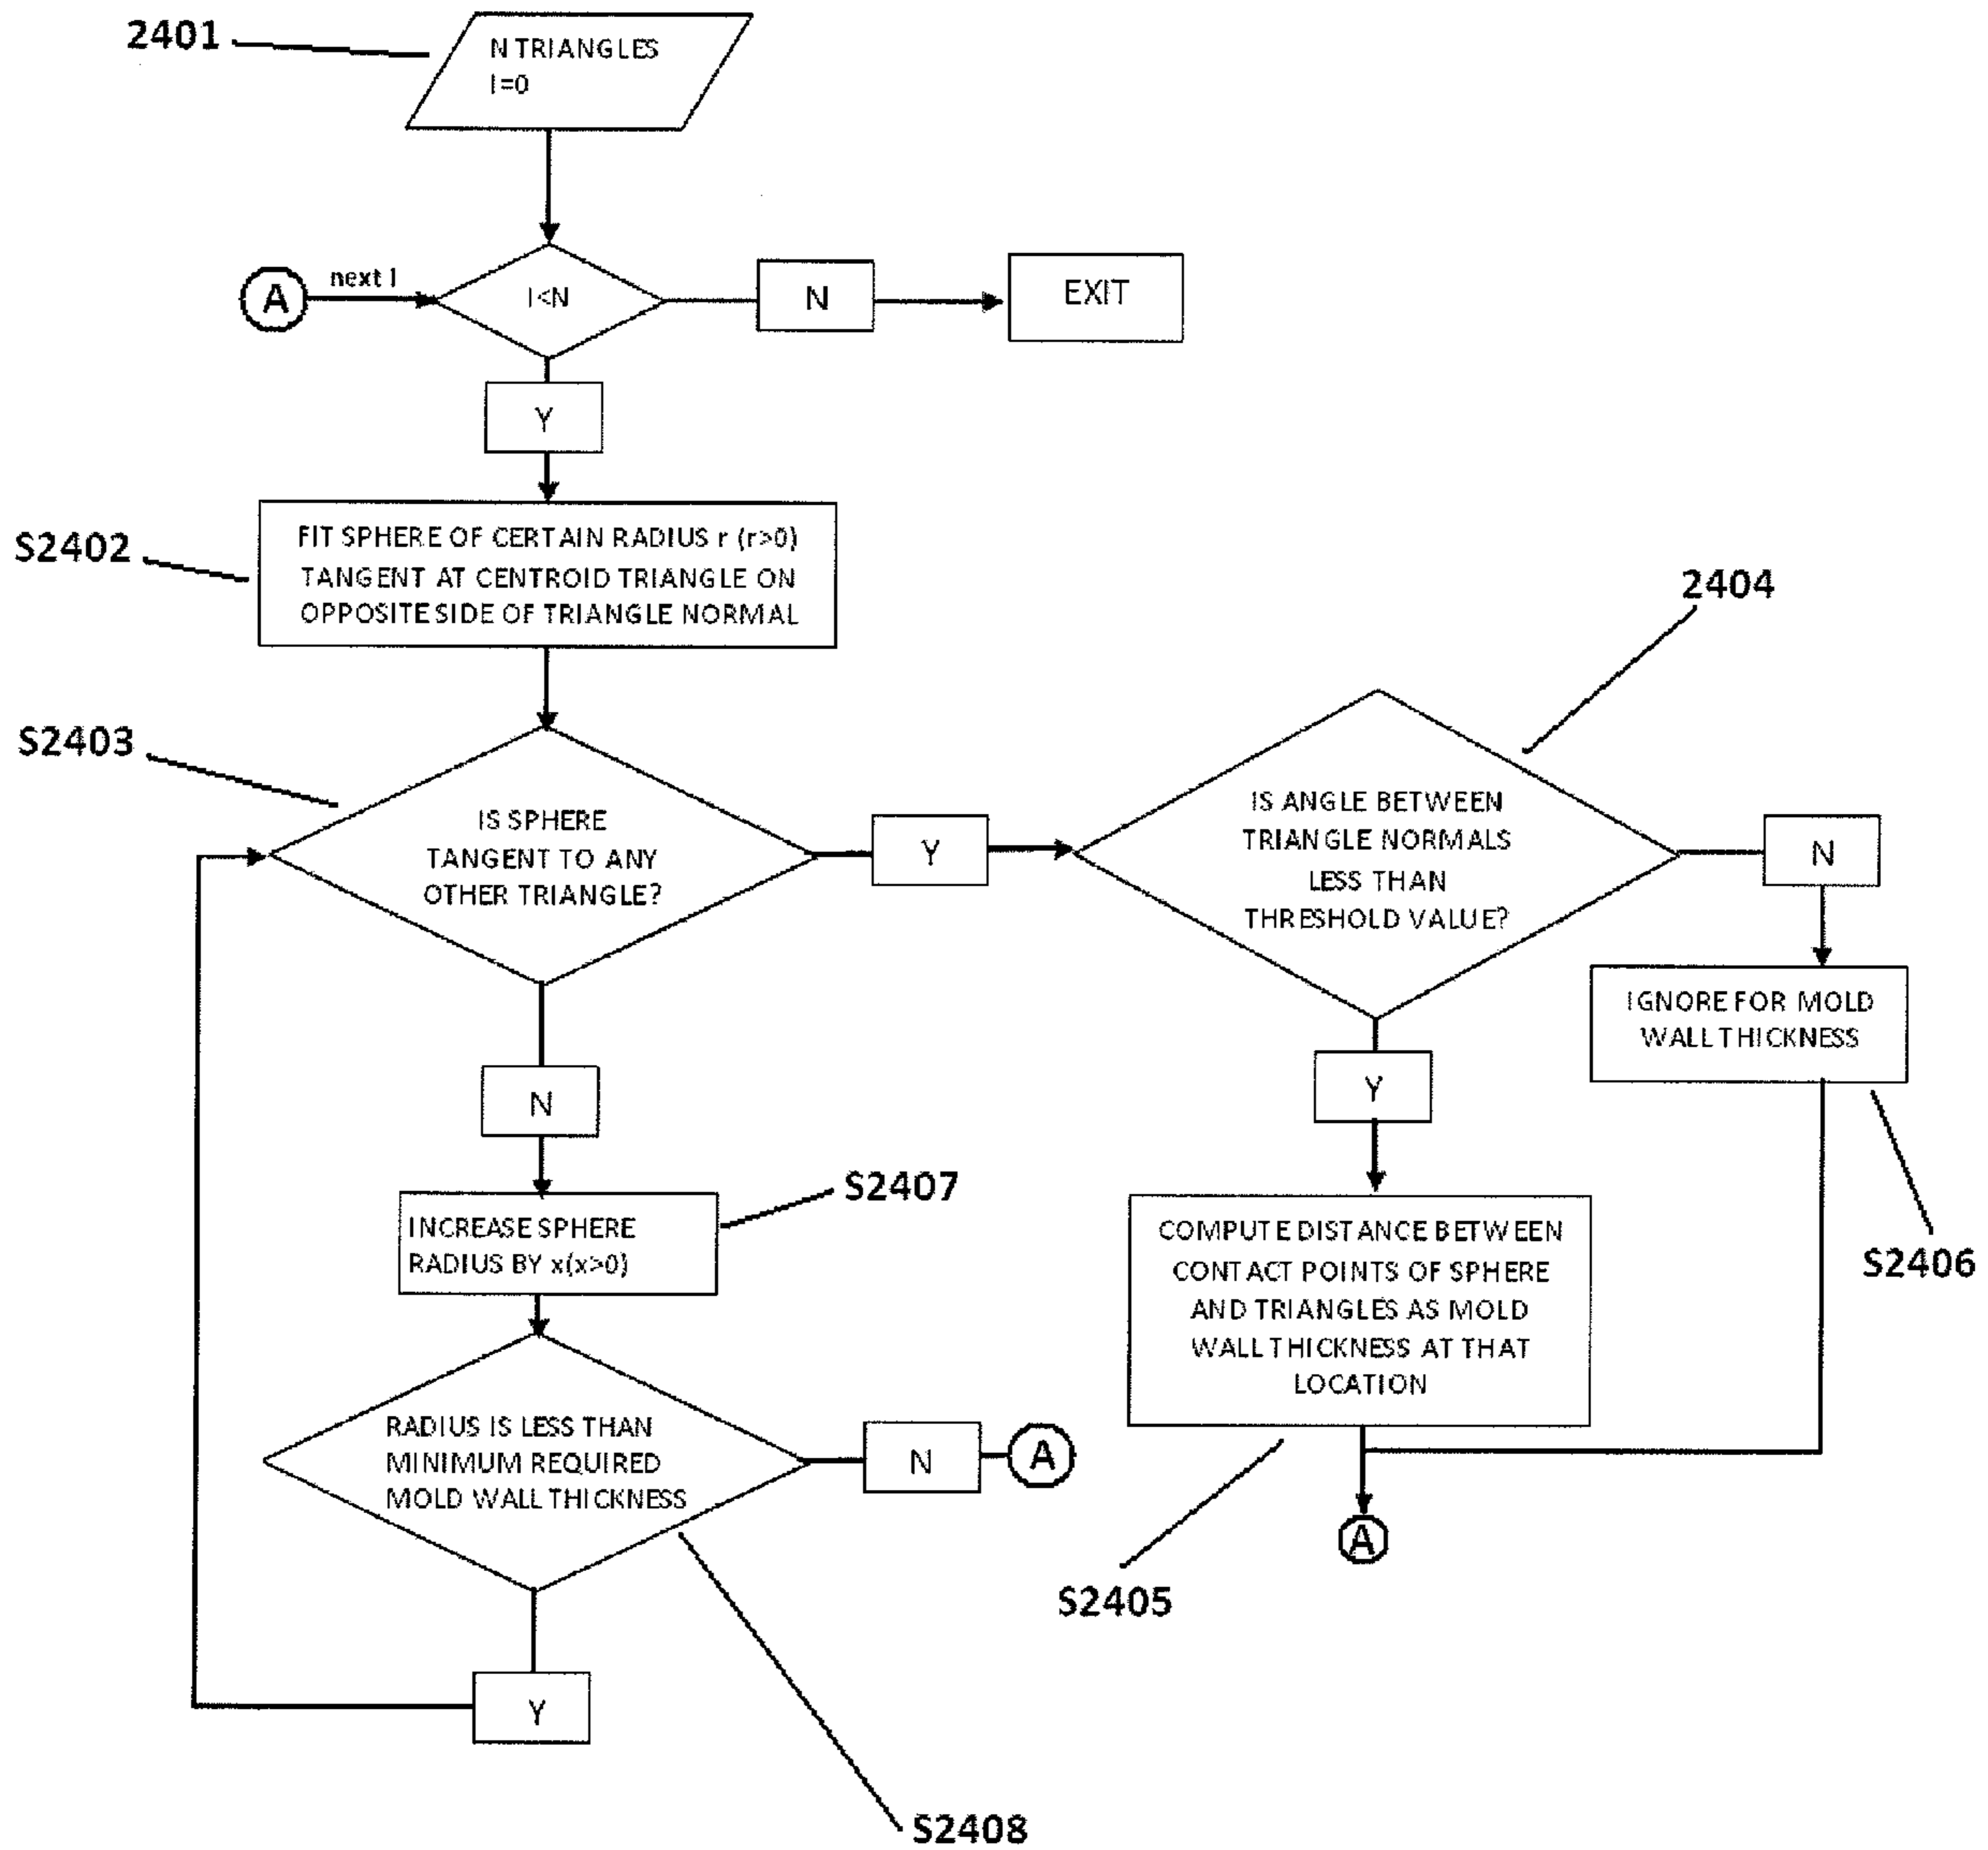 2401
N TRIANGLES
I=0
A
next I
I<N
N
EXIT
Y
S2402
FIT SPHERE OF CERTAIN RADIUS r (r>0)
TANGENT AT CENTROID TRIANGLE ON
OPPOSITE SIDE OF TRIANGLE NORMAL
S2403
IS SPHERE
TANGENT TO ANY
OTHER TRIANGLE?
Y
2404
IS ANGLE BETWEEN
TRIANGLE NORMALS
LESS THAN
THRESHOLD VALUE?
N
IGNORE FOR MOLD
WALL THICKNESS
S2406
Y
COMPUTE DISTANCE BETWEEN
CONTACT POINTS OF SPHERE
AND TRIANGLES AS MOLD
WALL THICKNESS AT THAT
LOCATION
S2405
A
N
S2407
INCREASE SPHERE
RADIUS BY x(x>0)
RADIUS IS LESS THAN
MINIMUM REQUIRED
MOLD WALL THICKNESS
N
A
Y
S2408